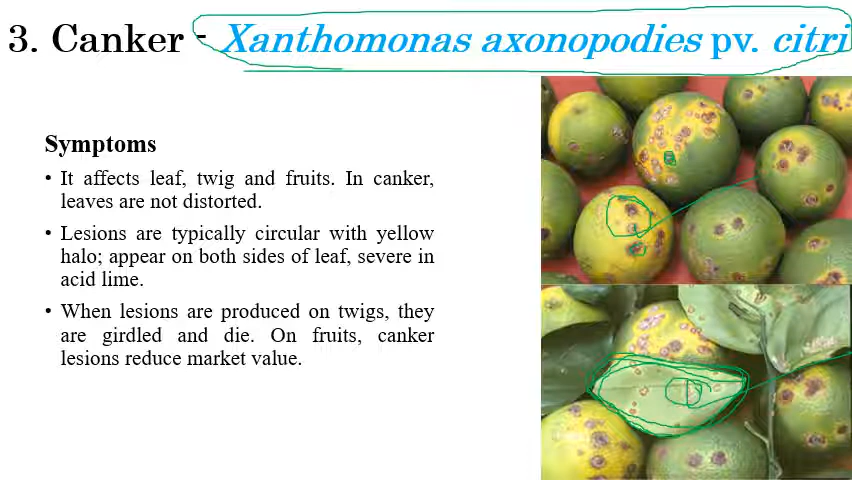 3. Canker - Xanthomonas axonopodies pv. citri
Symptoms
• It affects leaf, twig and fruits. In canker,
leaves are not distorted.
• Lesions are typically circular with yellow
halo; appear on both sides of leaf, severe in
acid lime.
• When lesions are produced on twigs, they
are girdled and die. On fruits, canker
lesions reduce market value.